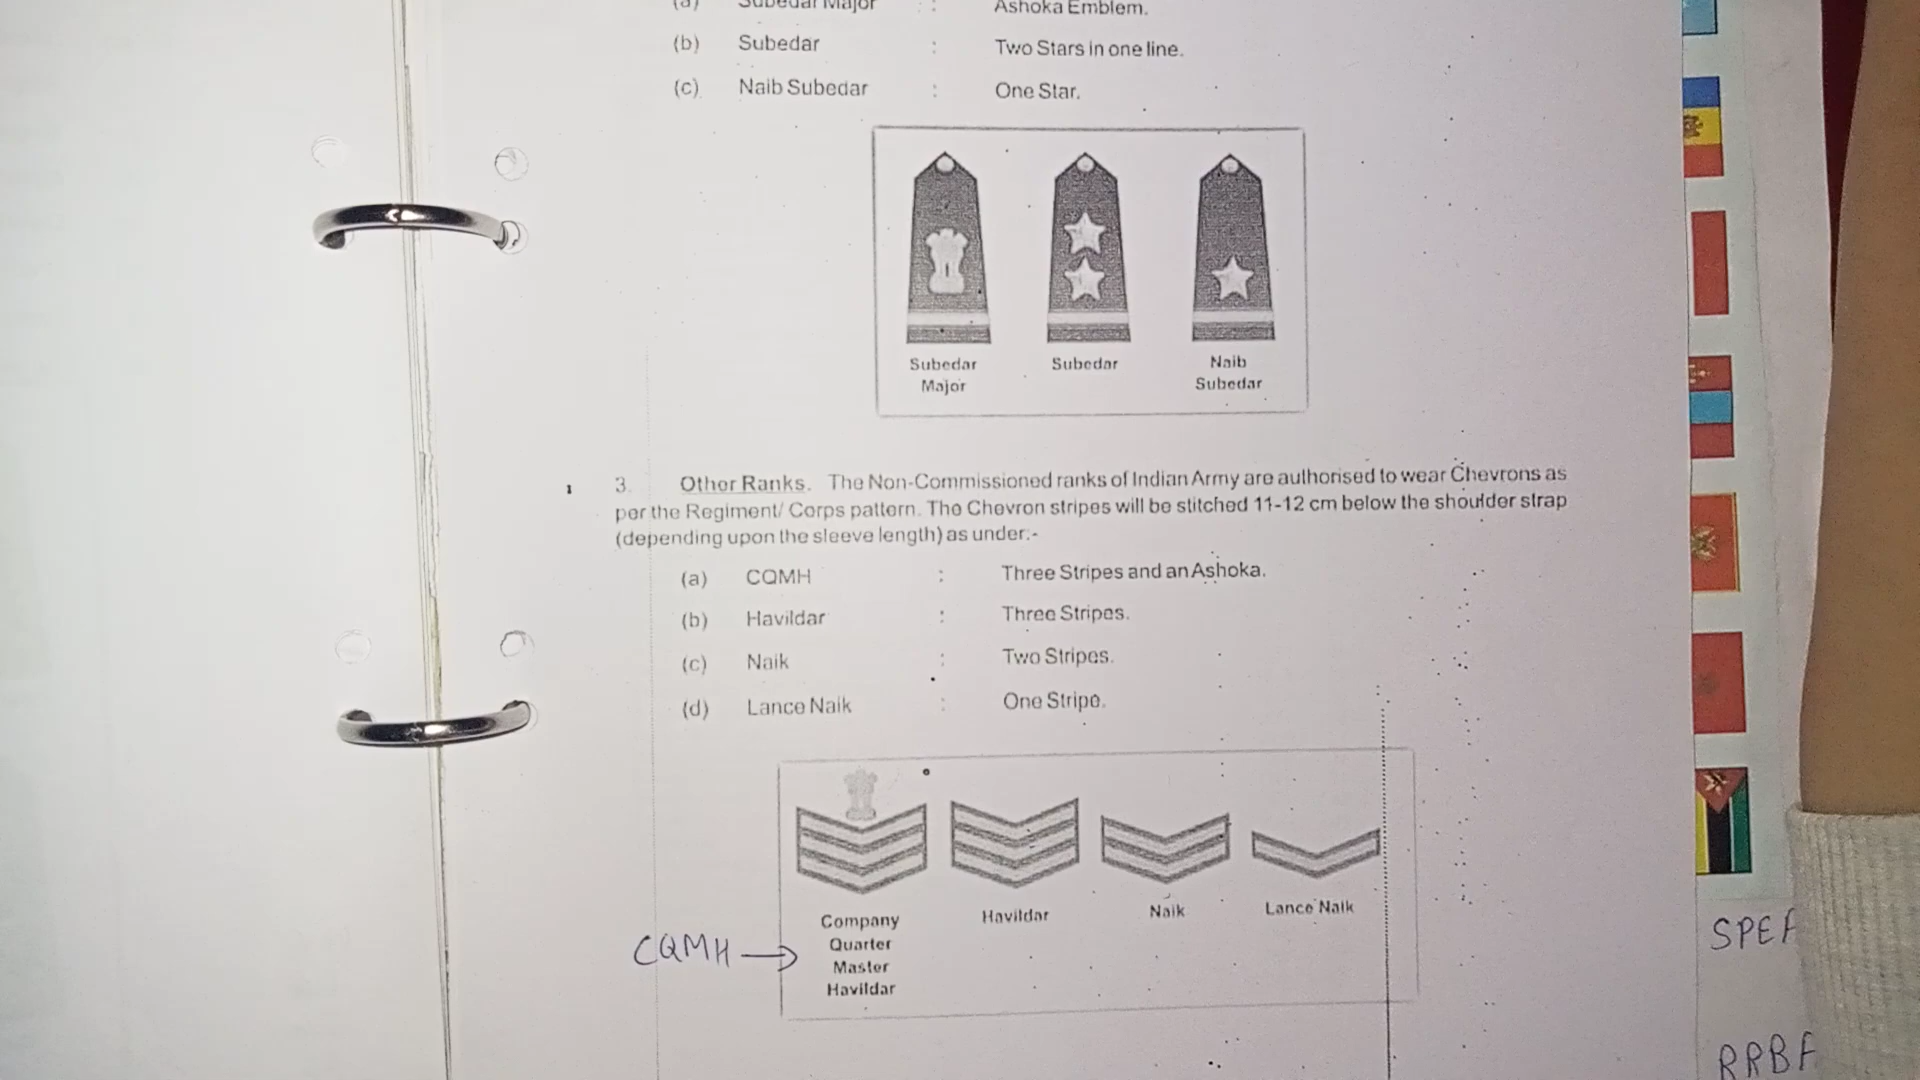 (a) Subedar Major : Ashoka Emblem.
(b) Subedar : Two Stars in one line.
(c) Naib Subedar : One Star.
Subedar Major
Subedar
Naib Subedar
3. Other Ranks. The Non-Commissioned ranks of Indian Army are authorised to wear Chevrons as
per the Regiment/ Corps pattern. The Chevron stripes will be stitched 11-12 cm below the shoulder strap
(depending upon the sleeve length) as under:-
(a) CQMH : Three Stripes and an Ashoka.
(b) Havildar : Three Stripes.
(c) Naik : Two Stripes.
(d) Lance Naik : One Stripe.
Company
Quarter
Master
Havildar
Havildar
Naik
Lance Naik
CQMH →